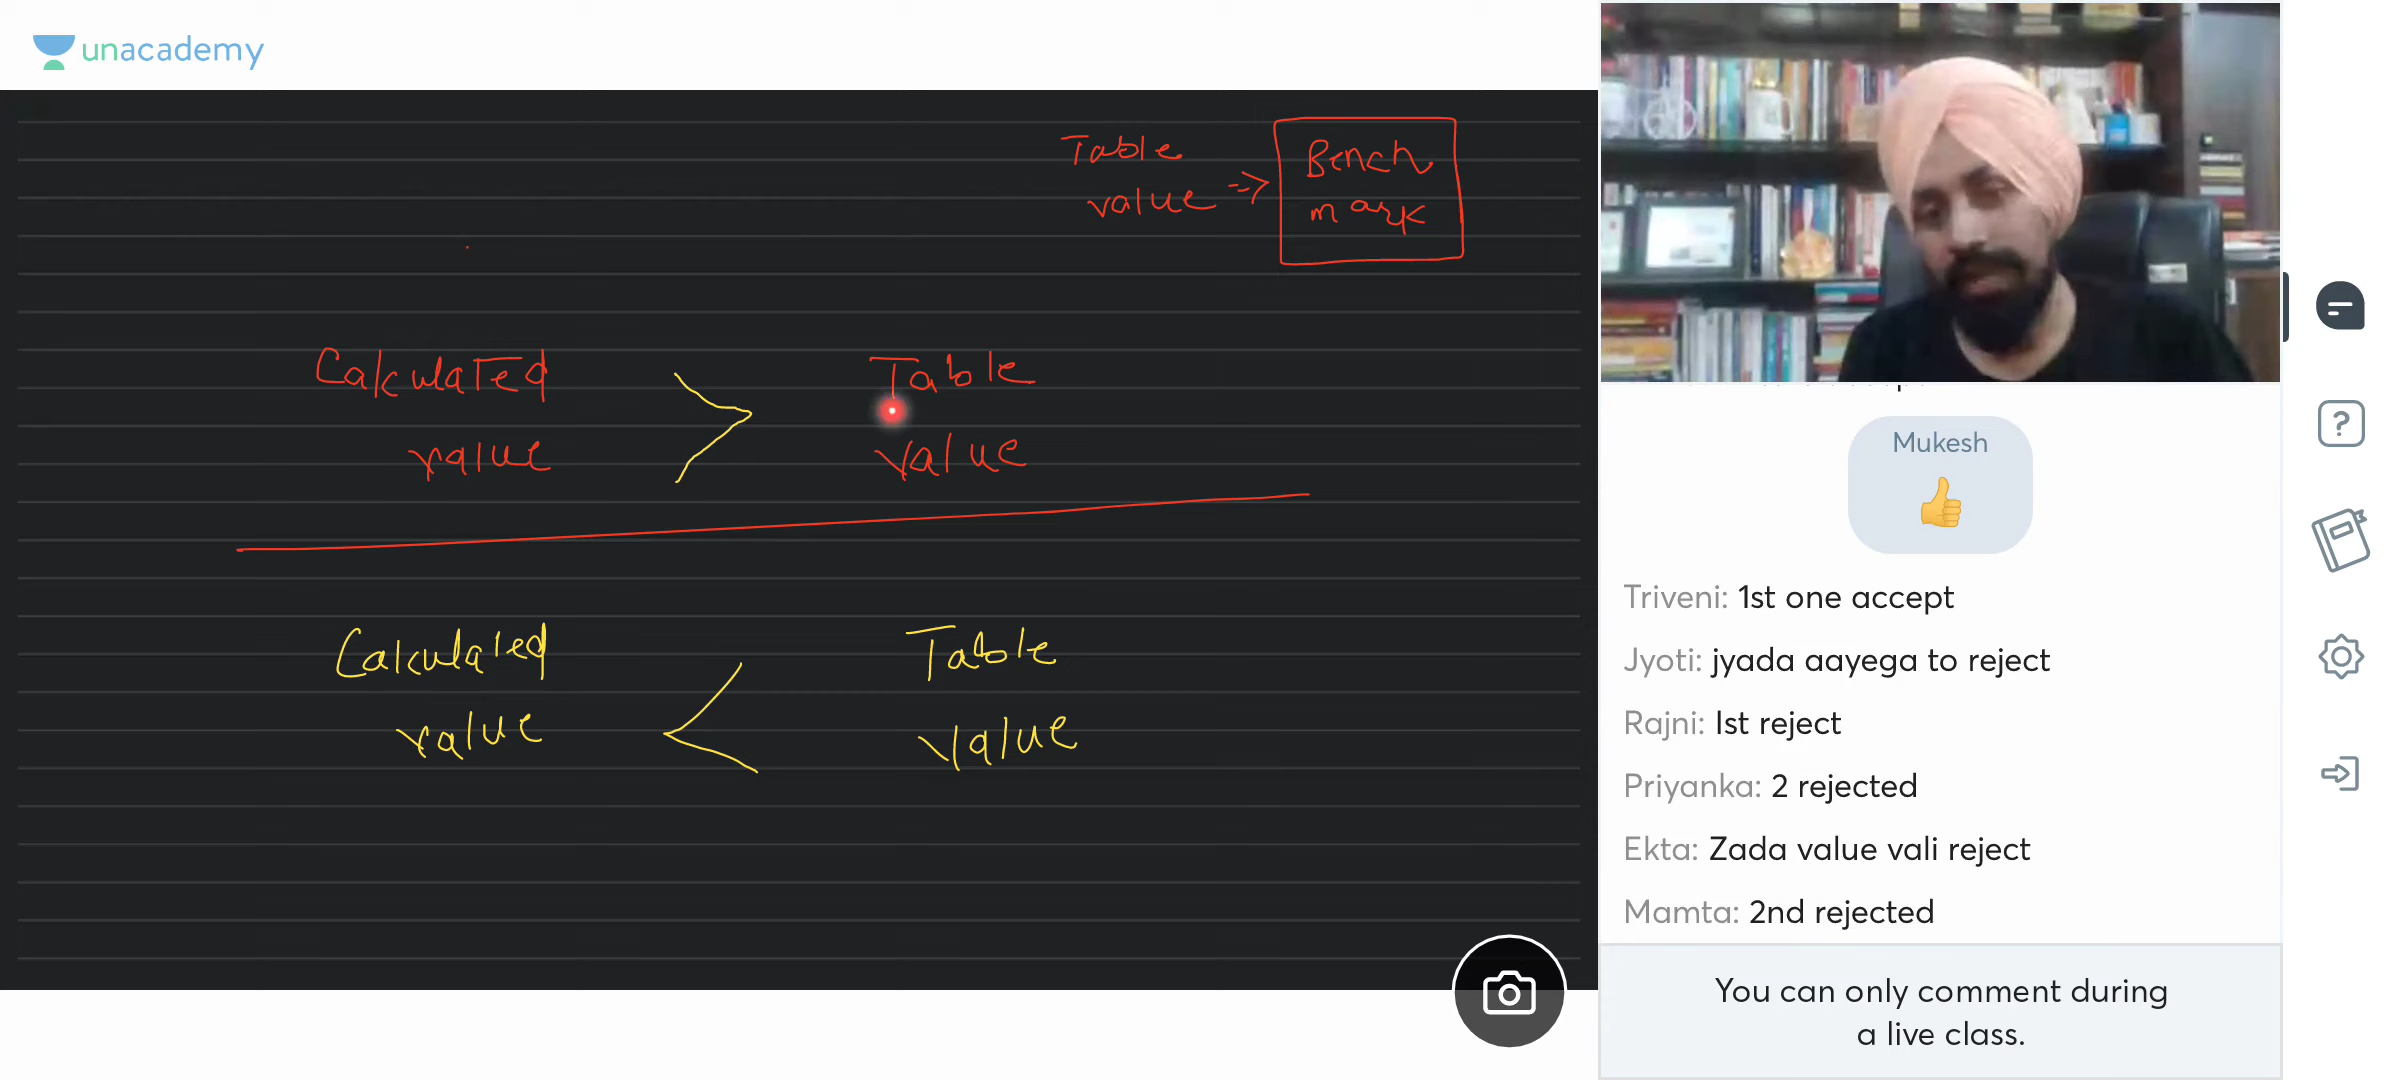 unacademy
Table
value => Bench
mark
Calculated > Table
value value
Calculated < Table
value value
Mukesh
Triveni: 1st one accept
Jyoti: jyada aayega to reject
Rajni: Ist reject
Priyanka: 2 rejected
Ekta: Zada value vali reject
Mamta: 2nd rejected
You can only comment during
a live class.